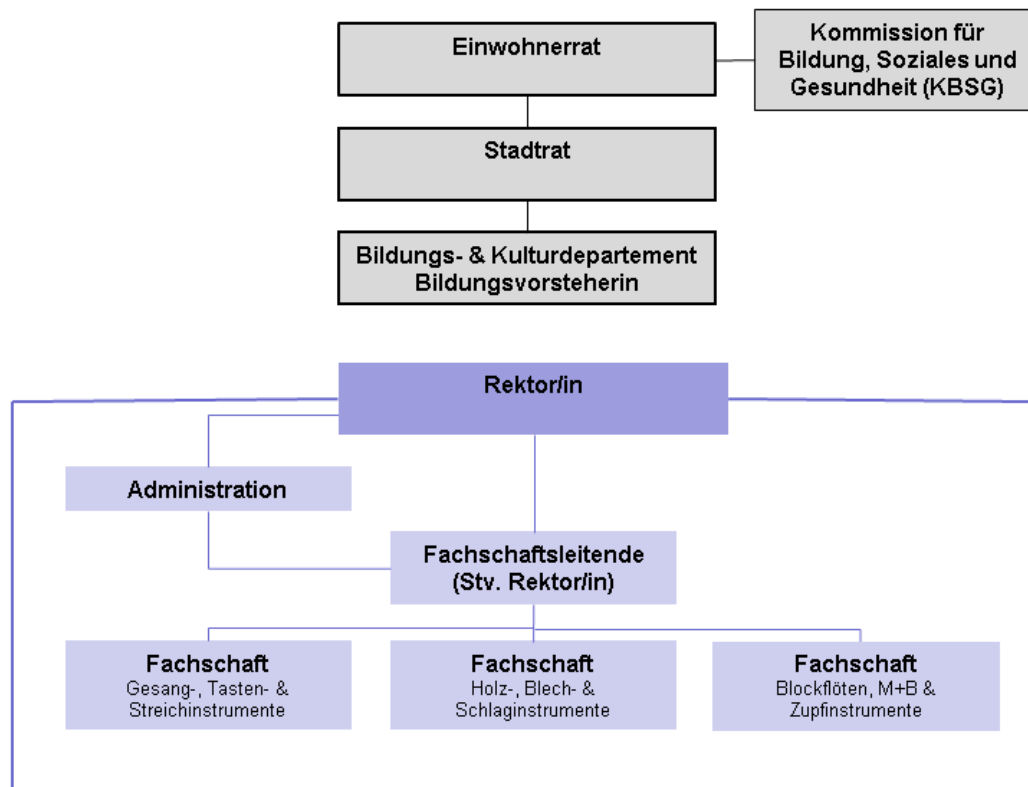 Einwohnerrat
Kommission für
Bildung, Soziales und
Gesundheit (KBSG)
Stadtrat
Bildungs- & Kulturdepartement
Bildungsvorsteherin
Rektor/in
Administration
Fachschaftsleitende
(Stv. Rektor/in)
Fachschaft
Gesang-, Tasten- &
Streichinstrumente
Fachschaft
Holz-, Blech- &
Schlaginstrumente
Fachschaft
Blockflöten, M+B &
Zupfinstrumente